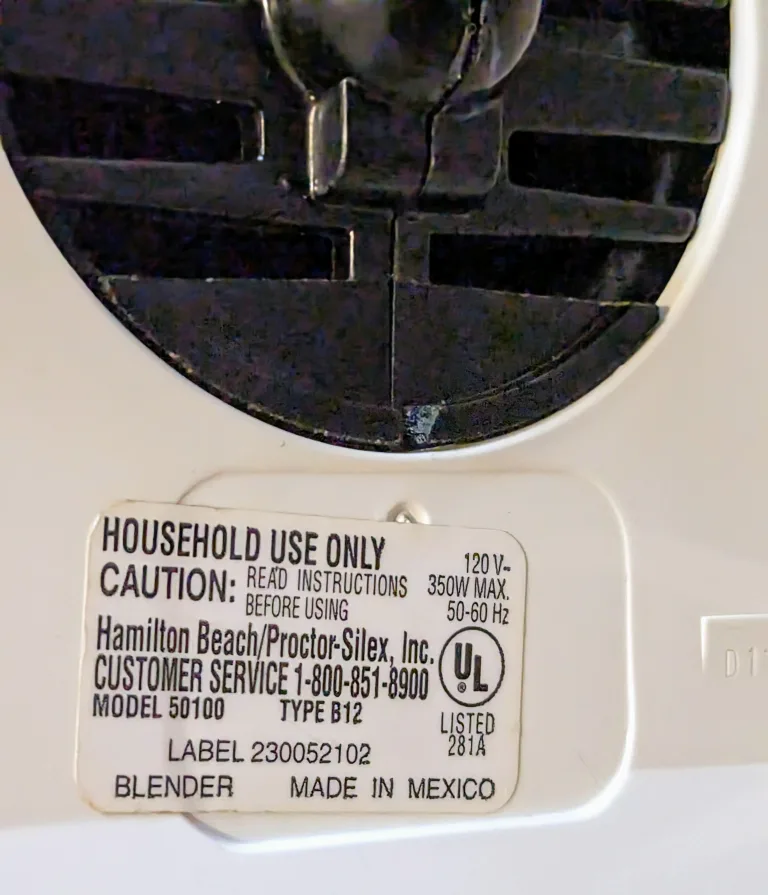 HOUSEHOLD USE ONLY
CAUTION: READ INSTRUCTIONS
BEFORE USING
120 V~
350W MAX.
50-60 Hz
Hamilton Beach/Proctor-Silex, Inc.
CUSTOMER SERVICE 1-800-851-8900
MODEL 50100 TYPE B12
UL
®
LISTED
281A
LABEL 230052102
BLENDER MADE IN MEXICO